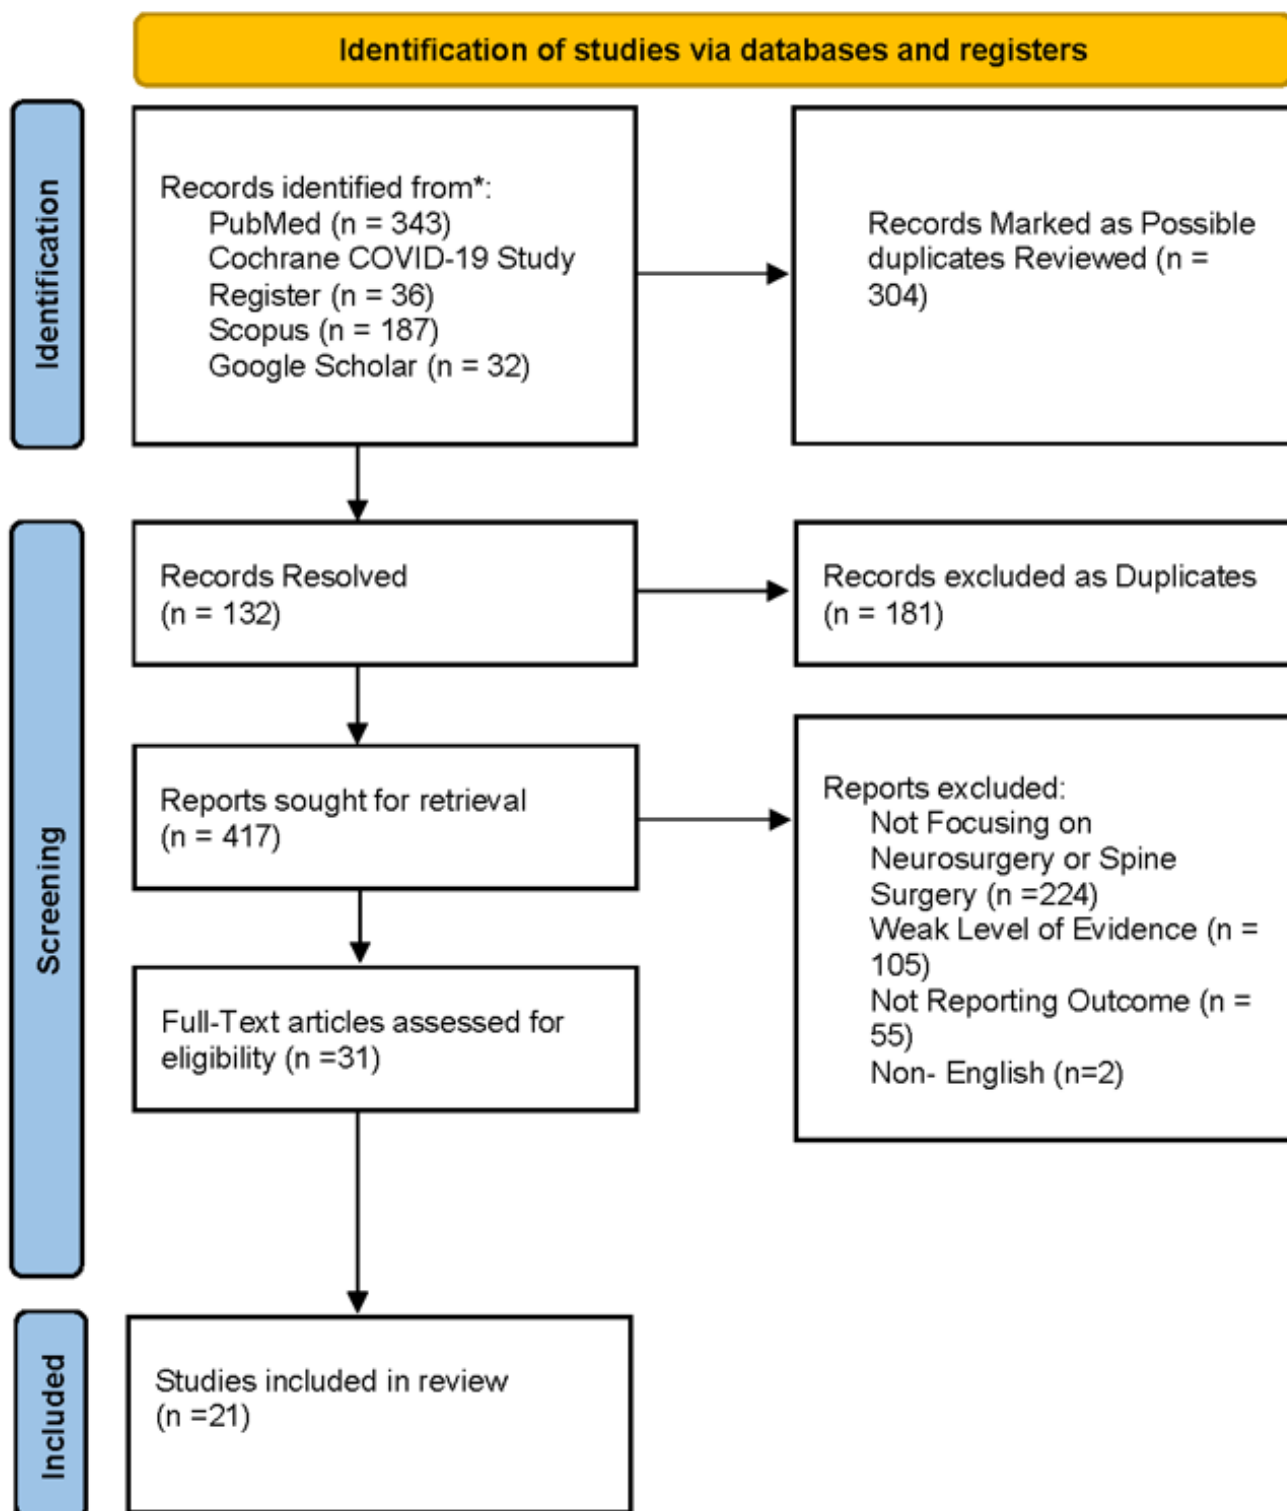 Identification of studies via databases and registers
Identification
Records identified from*:
PubMed (n = 343)
Cochrane COVID-19 Study
Register (n = 36)
Scopus (n = 187)
Google Scholar (n = 32)
Records Marked as Possible
duplicates Reviewed (n =
304)
Screening
Records Resolved
(n = 132)
Records excluded as Duplicates
(n = 181)
Reports sought for retrieval
(n = 417)
Reports excluded:
Not Focusing on
Neurosurgery or Spine
Surgery (n =224)
Weak Level of Evidence (n =
105)
Not Reporting Outcome (n =
55)
Non- English (n=2)
Full-Text articles assessed for
eligibility (n =31)
Included
Studies included in review
(n =21)